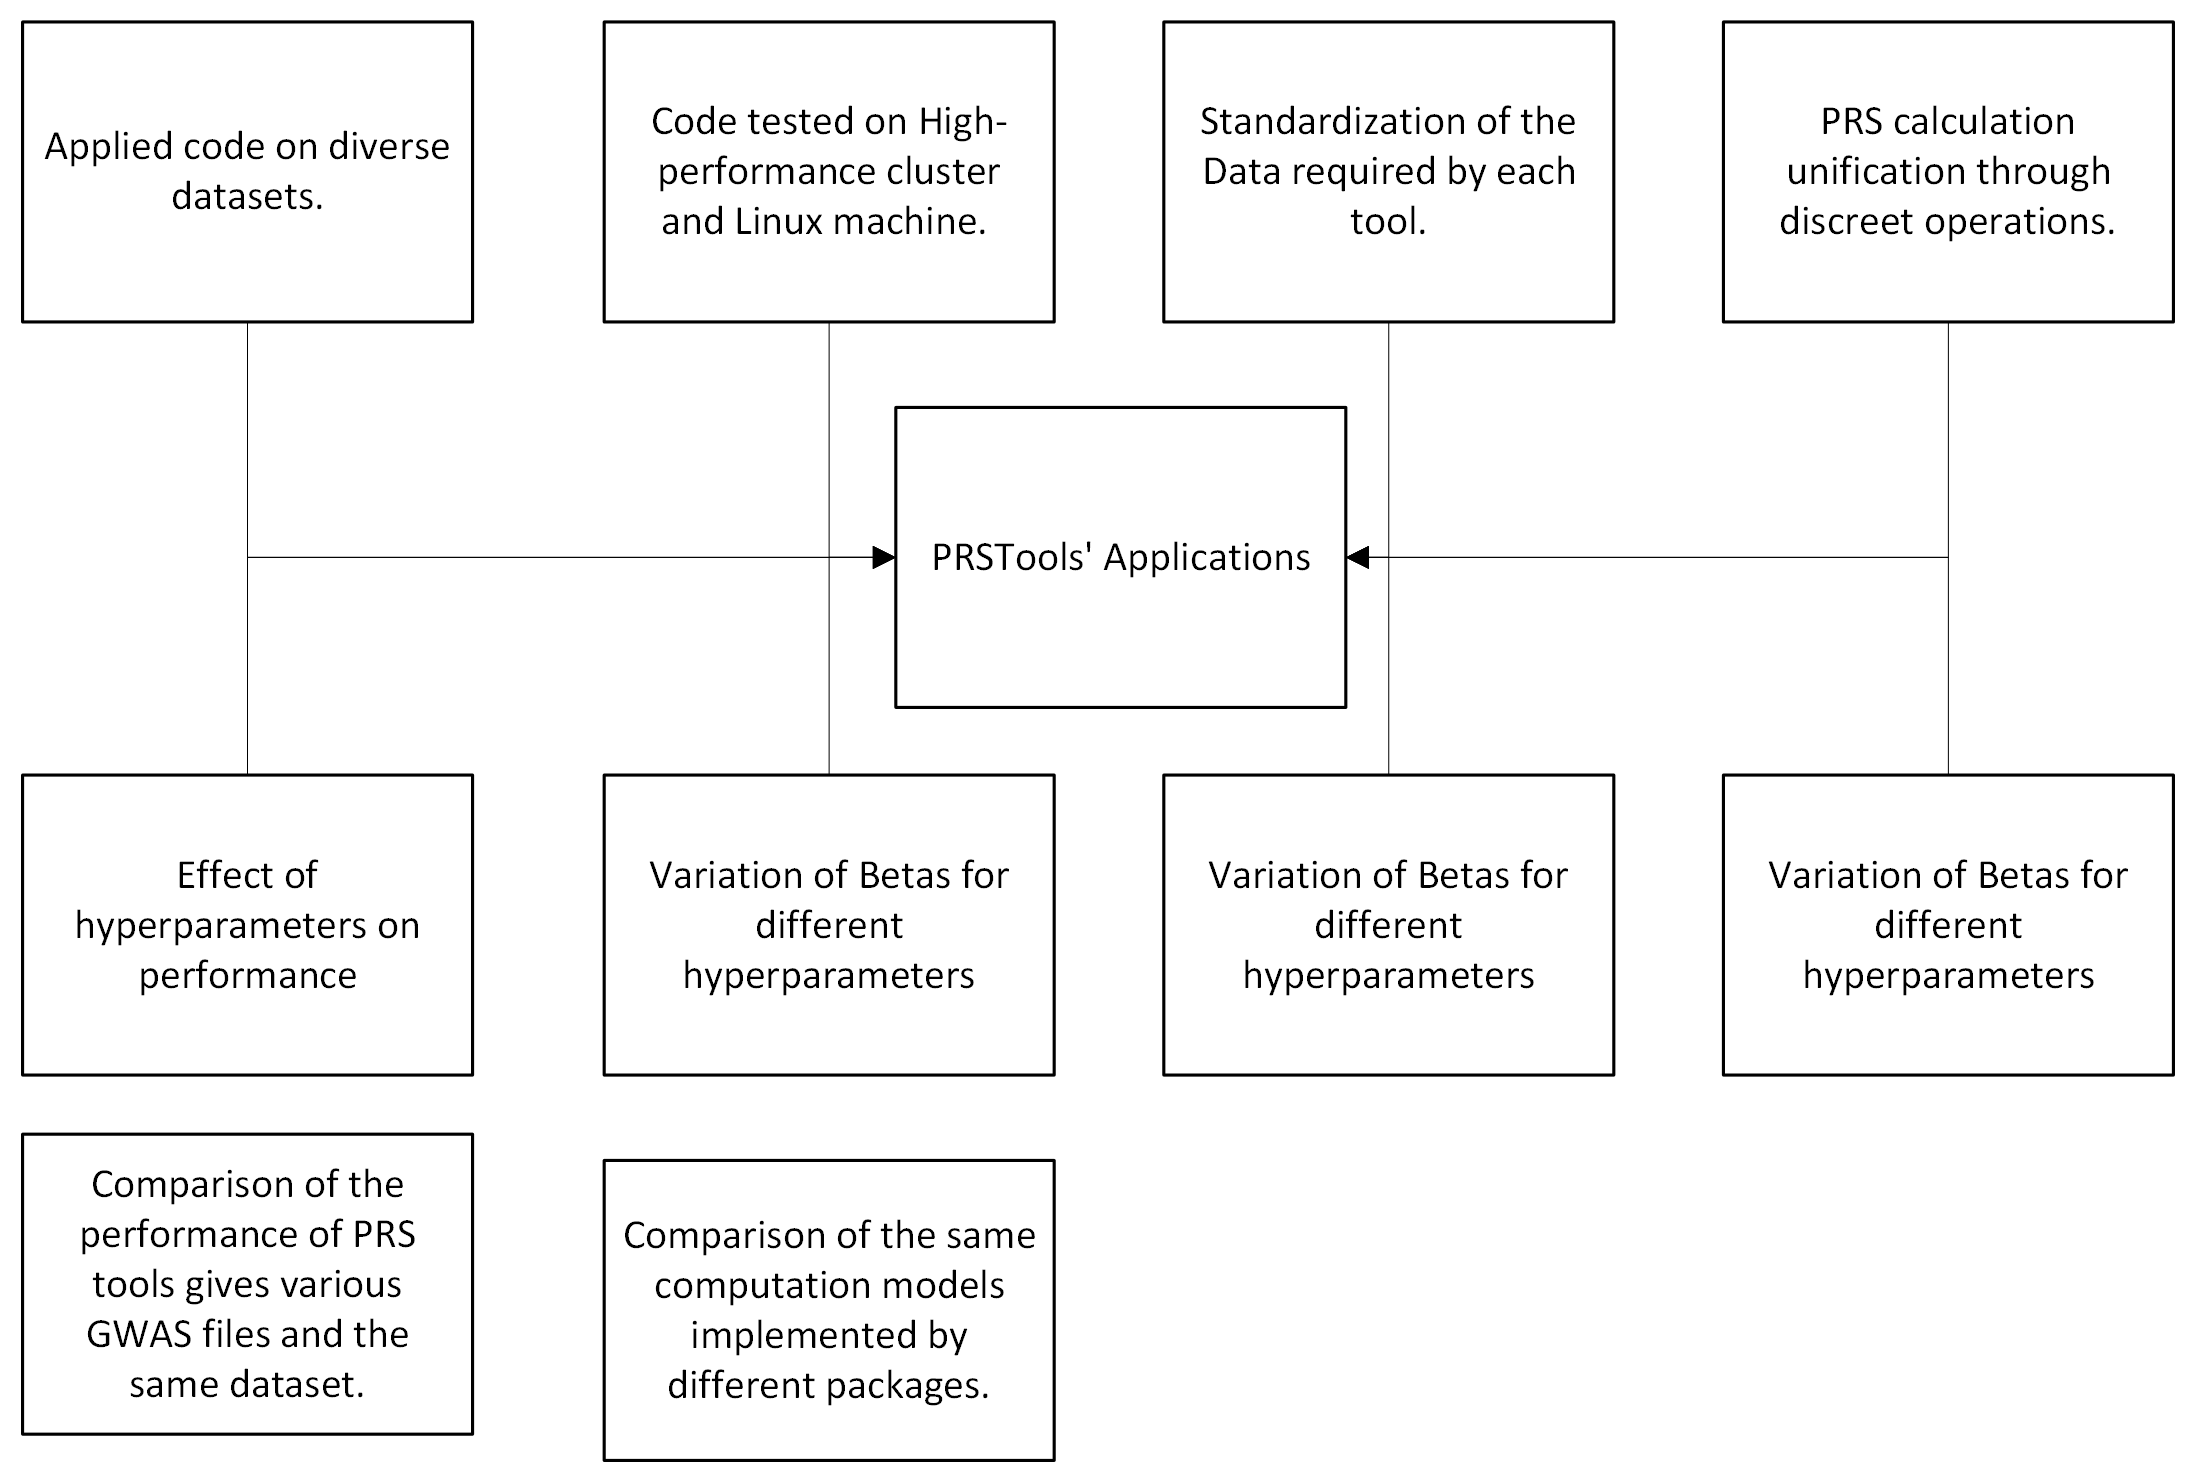 Applied code on diverse
datasets.
Code tested on High-
performance cluster
and Linux machine.
Standardization of the
Data required by each
tool.
PRS calculation
unification through
discreet operations.
PRSTools' Applications
Effect of
hyperparameters on
performance
Variation of Betas for
different
hyperparameters
Variation of Betas for
different
hyperparameters
Variation of Betas for
different
hyperparameters
Comparison of the
performance of PRS
tools gives various
GWAS files and the
same dataset.
Comparison of the same
computation models
implemented by
different packages.